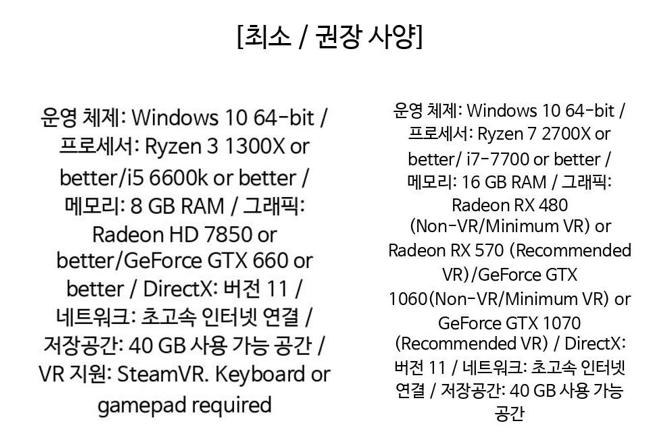 [최소 / 권장 사양]
운영 체제: Windows 10 64-bit /
프로세서: Ryzen 3 1300X or
better/i5 6600k or better /
메모리: 8 GB RAM / 그래픽:
Radeon HD 7850 or
better/GeForce GTX 660 or
better / DirectX: 버전 11 /
네트워크: 초고속 인터넷 연결 /
저장공간: 40 GB 사용 가능 공간 /
VR 지원: SteamVR. Keyboard or
gamepad required
운영 체제: Windows 10 64-bit /
프로세서: Ryzen 7 2700X or
better/ i7-7700 or better /
메모리: 16 GB RAM / 그래픽:
Radeon RX 480
(Non-VR/Minimum VR) or
Radeon RX 570 (Recommended
VR)/GeForce GTX
1060(Non-VR/Minimum VR) or
GeForce GTX 1070
(Recommended VR) / DirectX:
버전 11 / 네트워크: 초고속 인터넷
연결 / 저장공간: 40 GB 사용 가능
공간